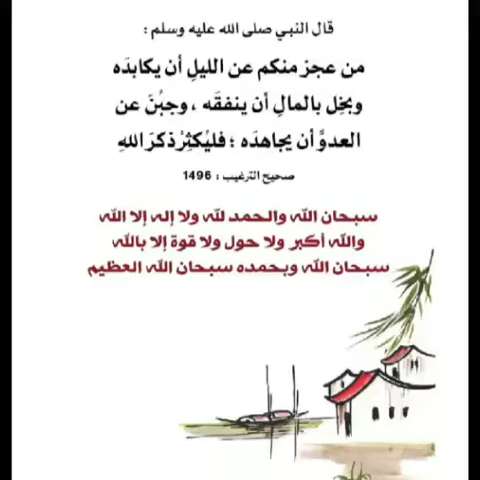 قال النبي صلى الله عليه وسلم :
من عجز منكم عن الليلِ أن يكابدَه
وبخِل بالمالِ أن ينفقَه ، وجبُنَ عن
العدوِّ أن يجاهدَه ؛ فليُكثِرْ ذكرَ اللهِ
صحيح الترغيب : 1496
سبحان الله والحمد لله ولا إله إلا الله
والله أكبر ولا حول ولا قوة إلا بالله
سبحان الله وبحمده سبحان الله العظيم